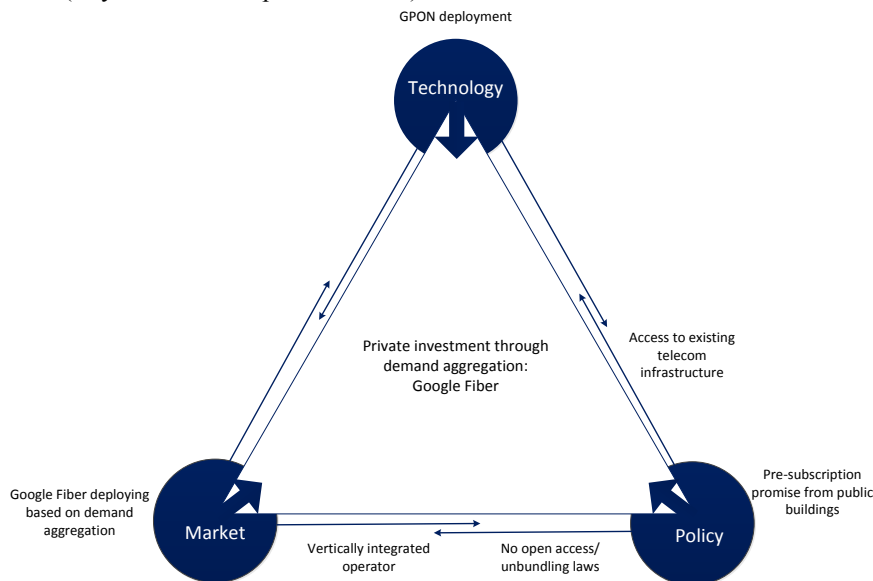 GPON deployment
Technology
Private investment through
demand aggregation:
Google Fiber
Access to existing
telecom
infrastructure
Google Fiber deploying
based on demand
aggregation
Market
Vertically integrated
operator
No open access/
unbundling laws
Policy
Pre-subscription
promise from public
buildings